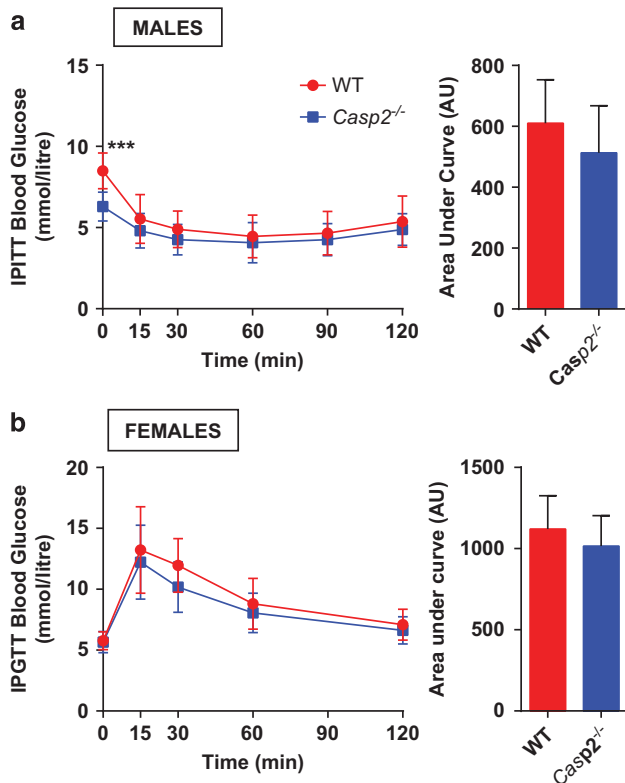 a
MALES
IPITT Blood Glucose
(mmol/litre)
15
10
5
0
***
WT
Casp2-/-
0 15 30 60 90 120
Time (min)
Area Under Curve (AU)
800
600
400
200
0
WT
Casp2-/-
b
FEMALES
IPGTT Blood Glucose
(mmol/litre)
20
15
10
5
0
0 15 30 60 120
Time (min)
Area under curve (AU)
1500
1000
500
0
WT
Casp2-/-